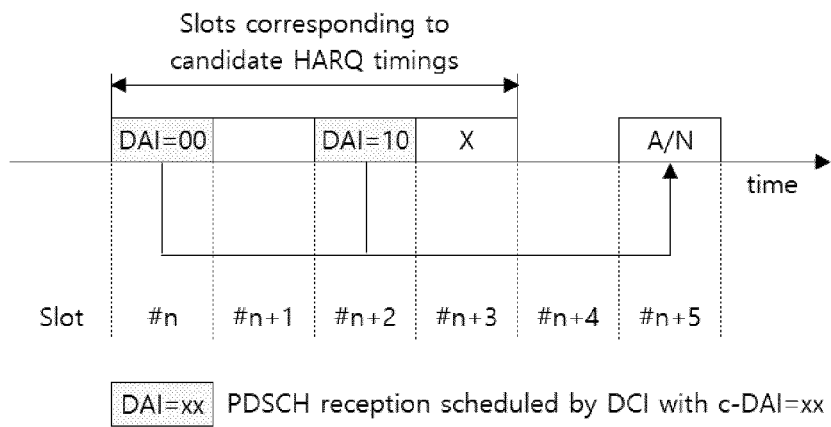 Slots corresponding to
candidate HARQ timings
DAI=00 DAI=10 X A/N
time
Slot #n #n+1 #n+2 #n+3 #n+4 #n+5
DAI=xx PDSCH reception scheduled by DCI with c-DAI=xx